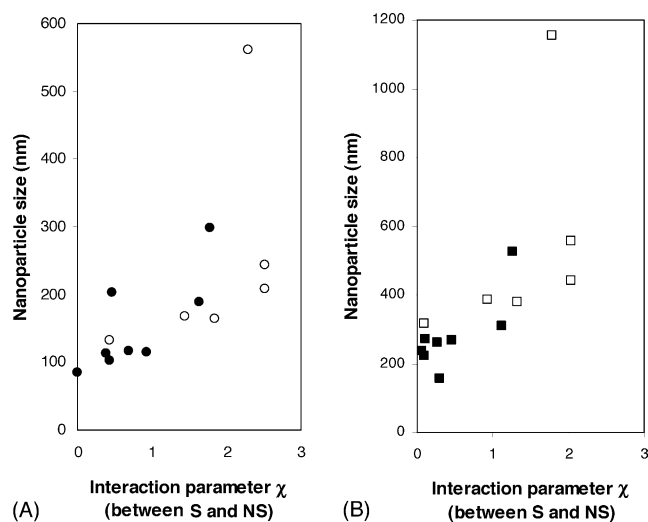 600
500
400
300
200
100
0
Nanoparticle size (nm)
0 1 2 3
Interaction parameter χ
(between S and NS)
(A)
1200
1000
800
600
400
200
0
Nanoparticle size (nm)
0 1 2 3
Interaction parameter χ
(between S and NS)
(B)